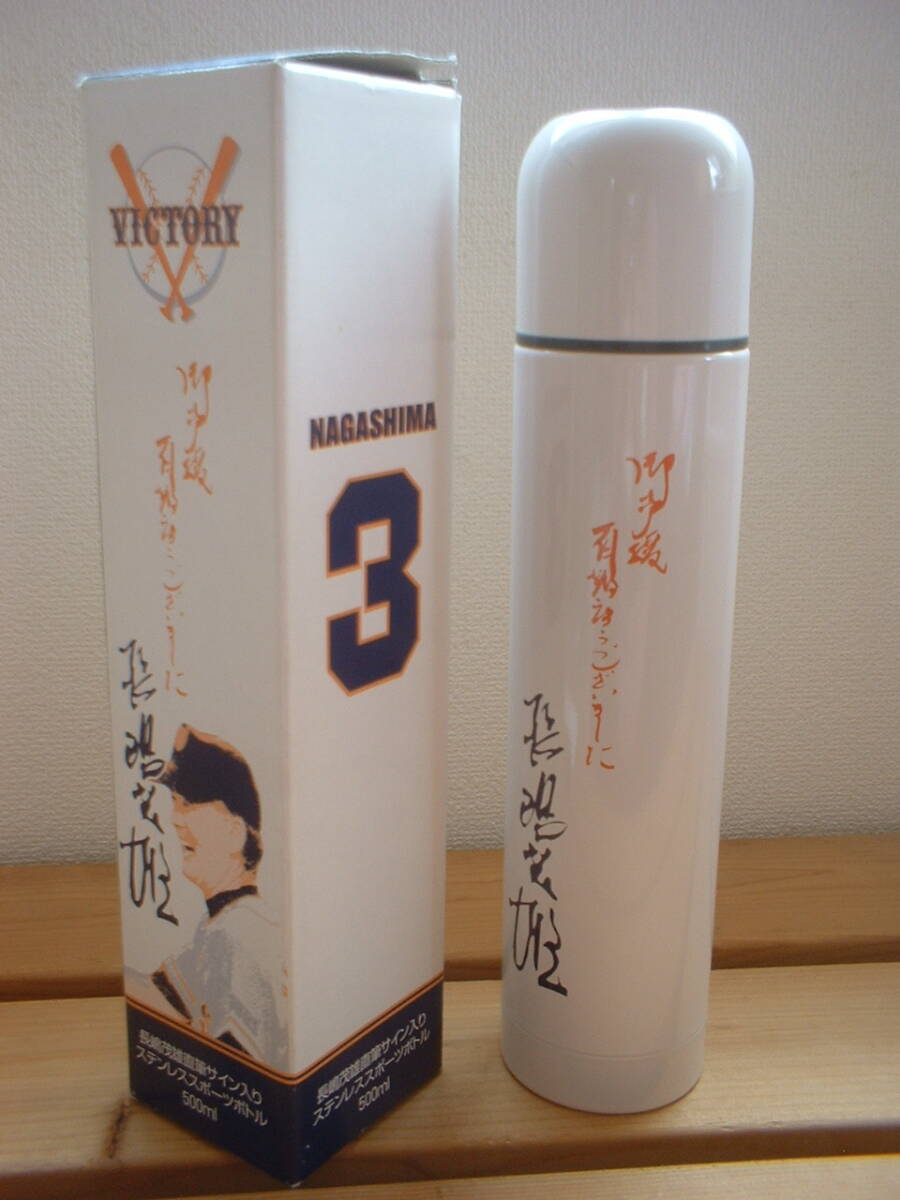 VICTORY
御声援
有難うございました
長嶋茂雄
長嶋茂雄直筆サイン入り
ステンレススポーツボトル
500ml
NAGASHIMA
3
長嶋茂雄直筆サイン入り
ステンレススポーツボトル
500ml
御声援
有難うございました
長嶋茂雄